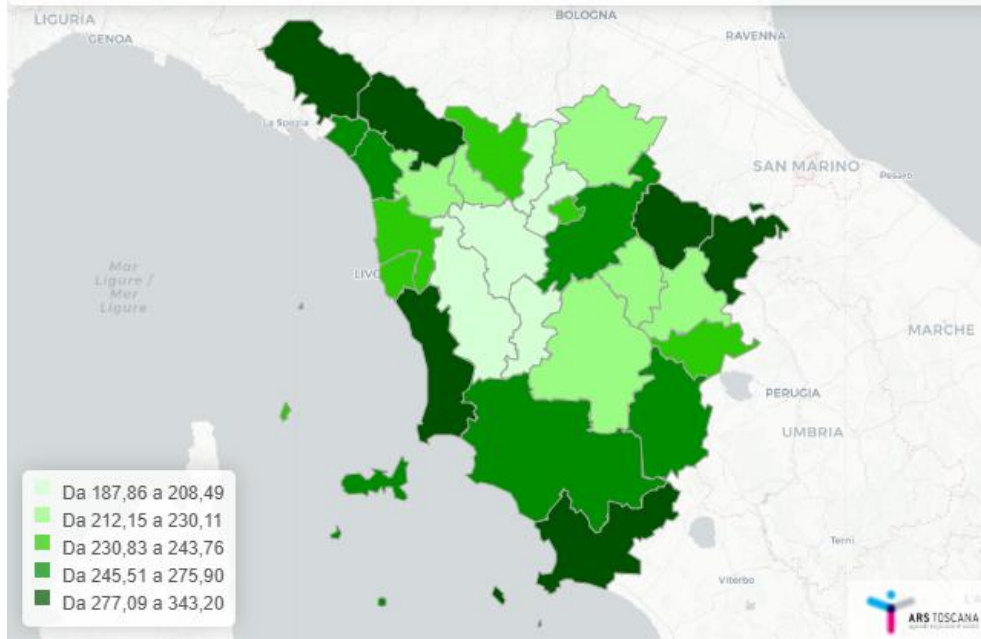 LIGURIA
GENOA
BOLOGNA
RAVENNA
La Spezia
SAN MARINO
Pesaro
Mar
Ligure /
Mer
Ligure
LIVO
MARCHE
PERUGIA
UMBRIA
Terni
Viterbo
Da 187,86 a 208,49
Da 212,15 a 230,11
Da 230,83 a 243,76
Da 245,51 a 275,90
Da 277,09 a 343,20
ARS TOSCANA